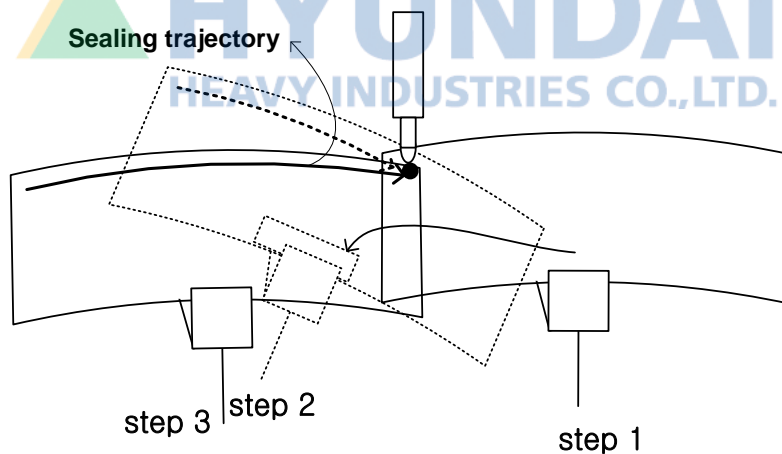 HYUNDAI
Sealing trajectory
HEAVY INDUSTRIES CO.,LTD.
step 3
step 2
step 1